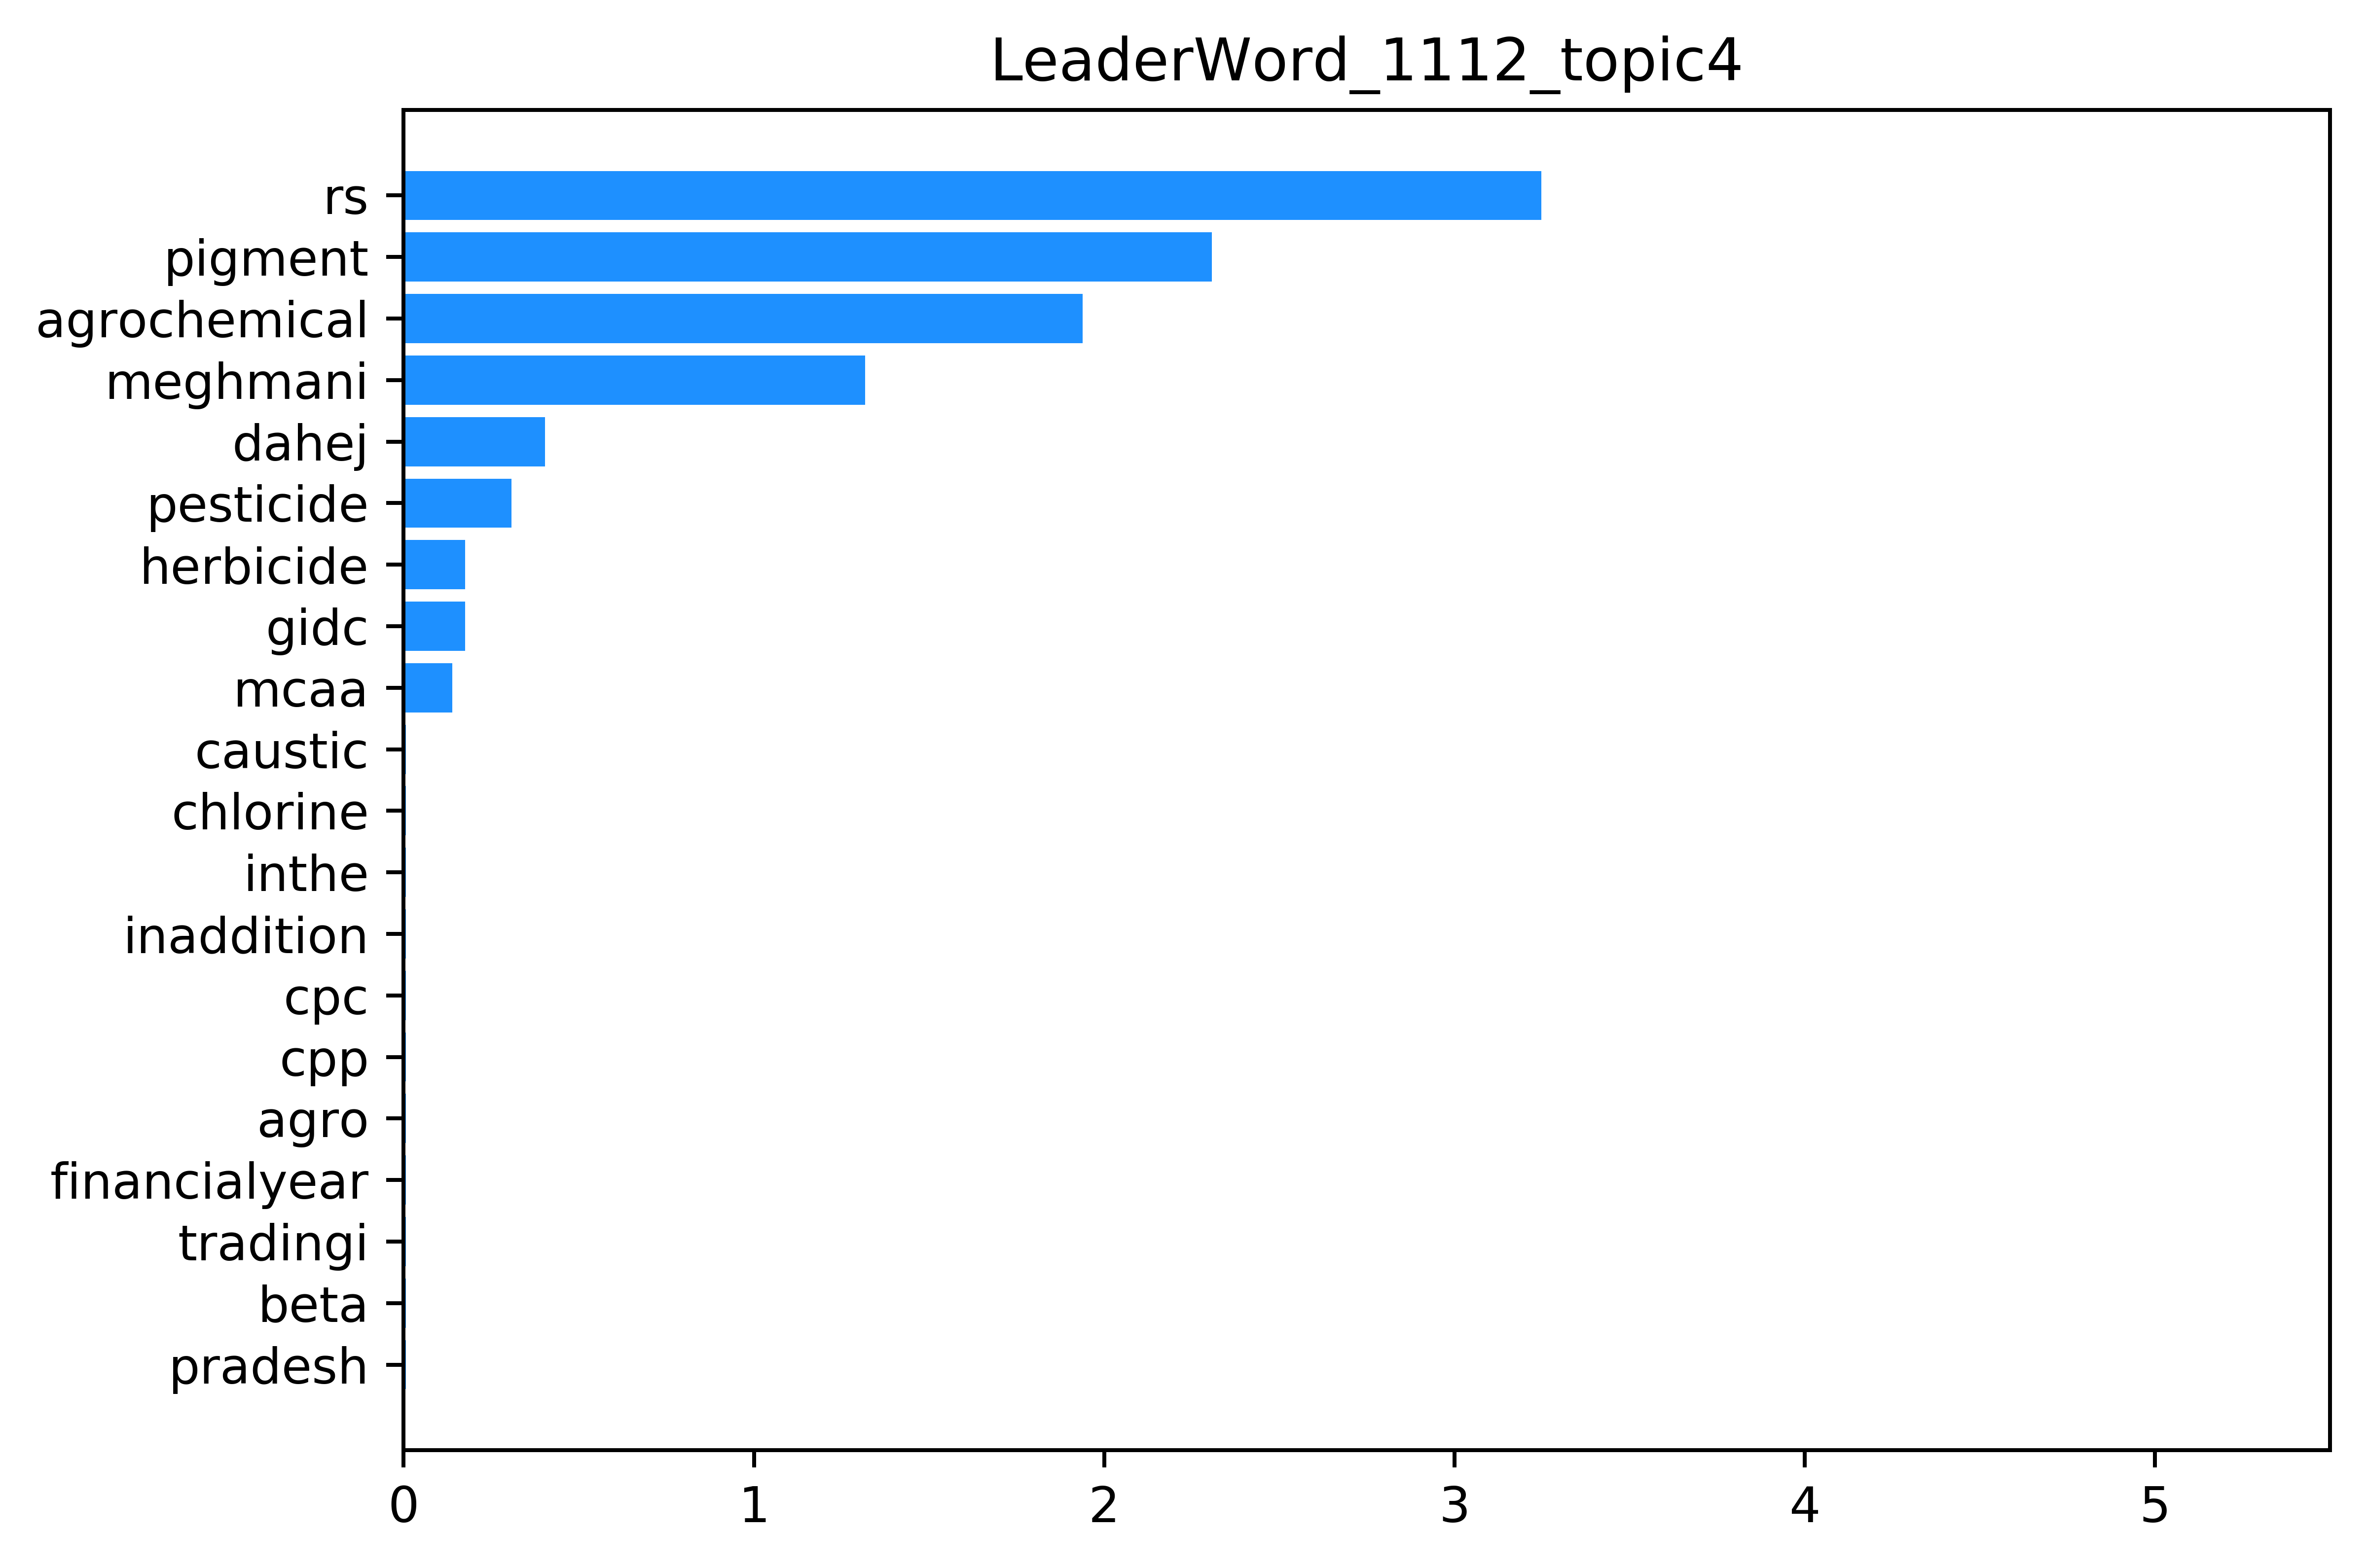 LeaderWord_1112_topic4
rs
pigment
agrochemical
meghmani
dahej
pesticide
herbicide
gidc
mcaa
caustic
chlorine
inthe
inaddition
cpc
cpp
agro
financialyear
tradingi
beta
pradesh
0 1 2 3 4 5